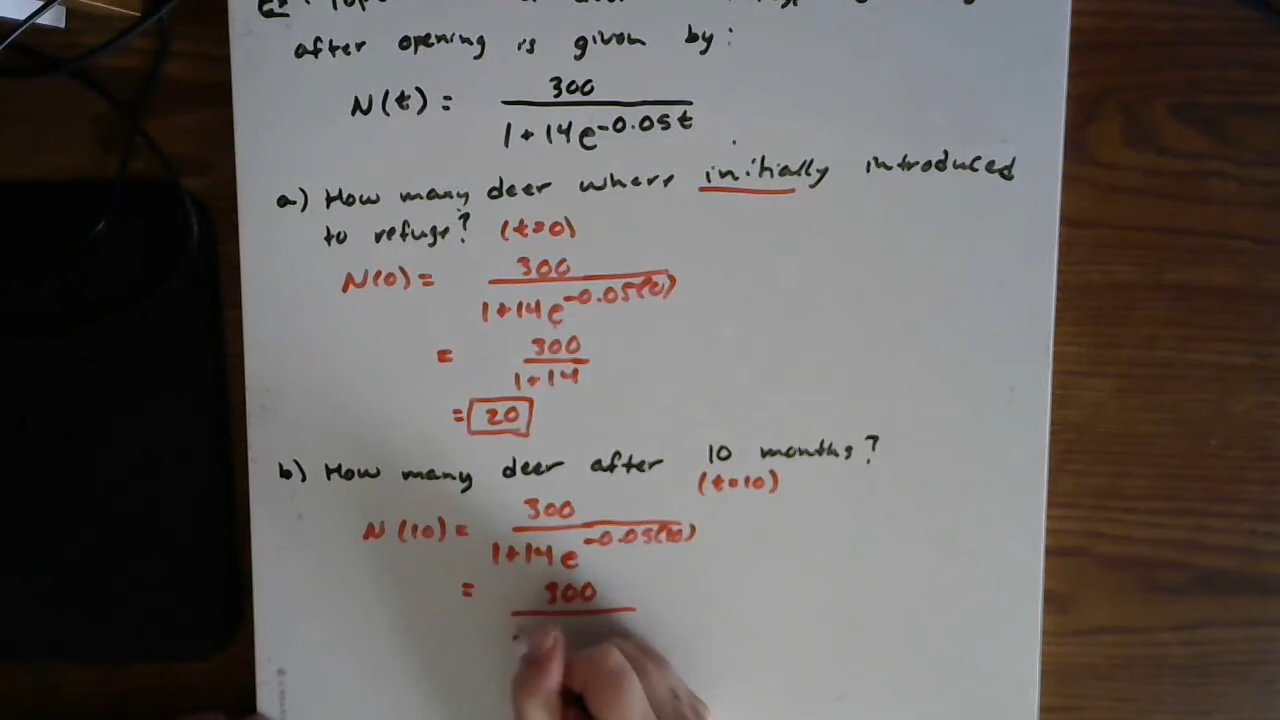 after opening is given by:
N(t) = 300 / 1+14e^-0.05t
a) How many deer where initially introduced
to refuge? (t=0)
N(0) = 300 / 1+14e^-0.05(0)
= 300 / 1+14
= 20
b) How many deer after 10 months?
(t=10)
N(10) = 300 / 1+14e^-0.05(10)
= 300